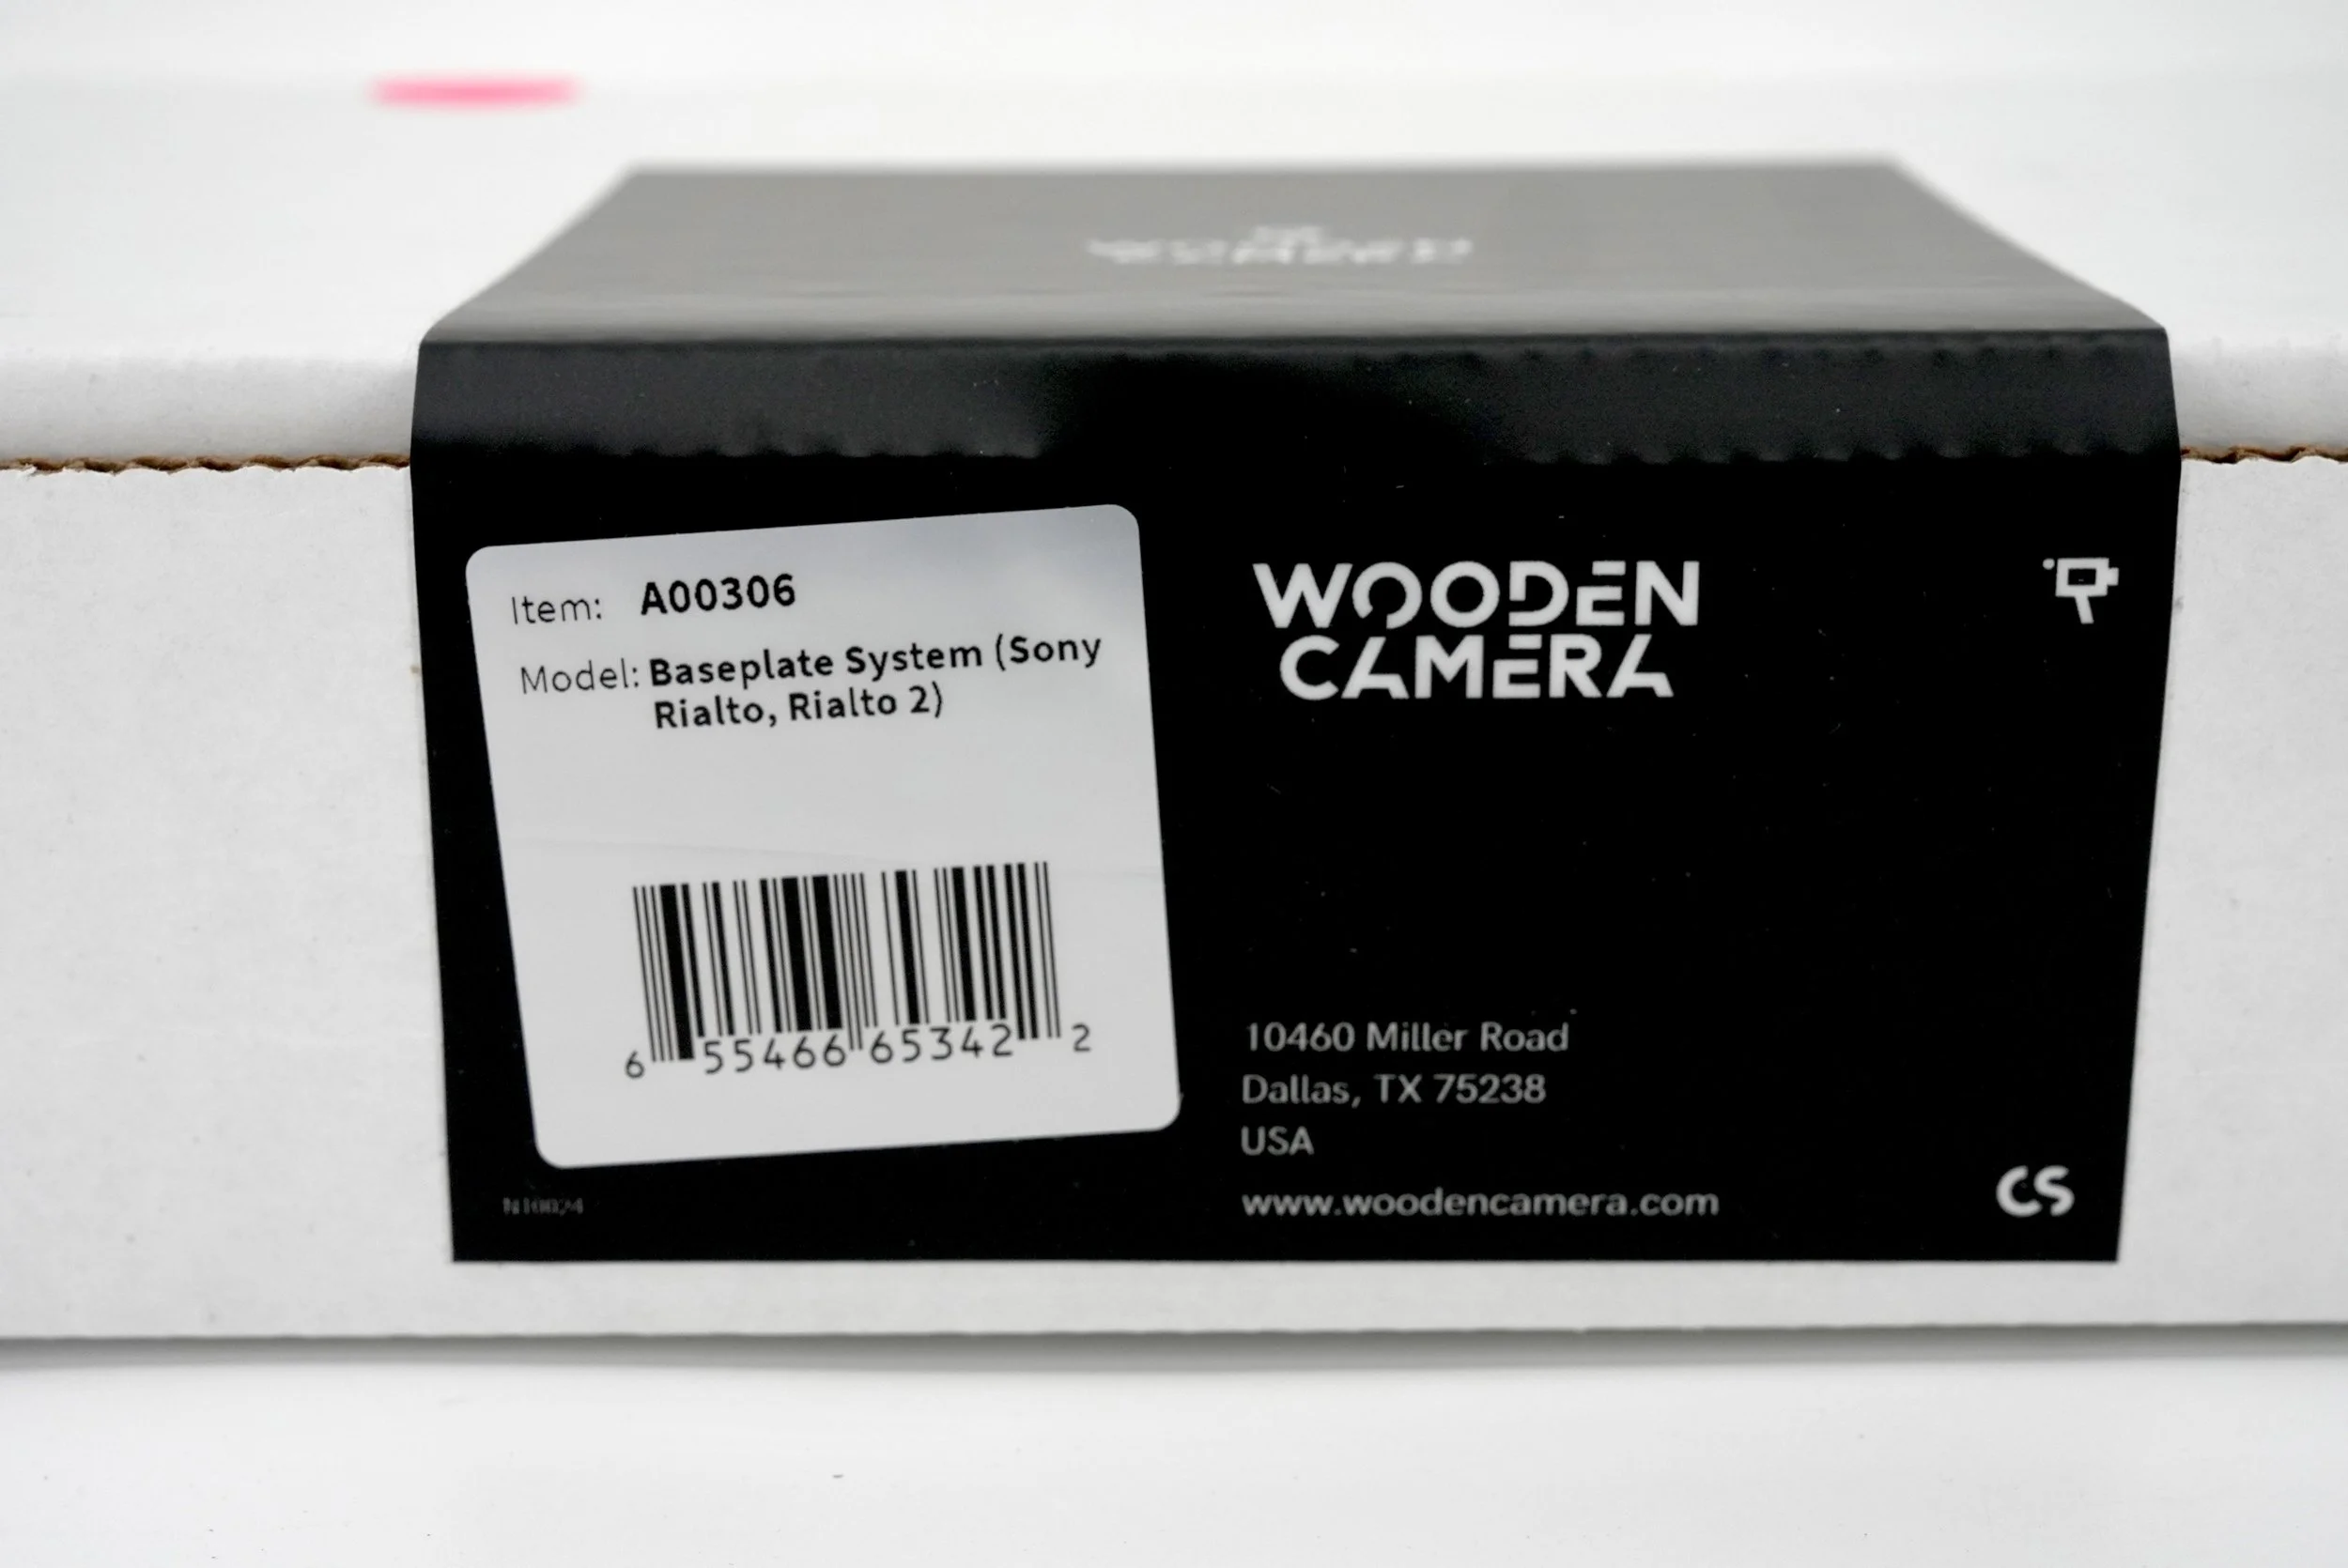 Item: A00306
Model: Baseplate System (Sony
Rialto, Rialto 2)
6 55466 65342 2
WOODEN
CAMERA
10460 Miller Road
Dallas, TX 75238
USA
www.woodencamera.com
CS